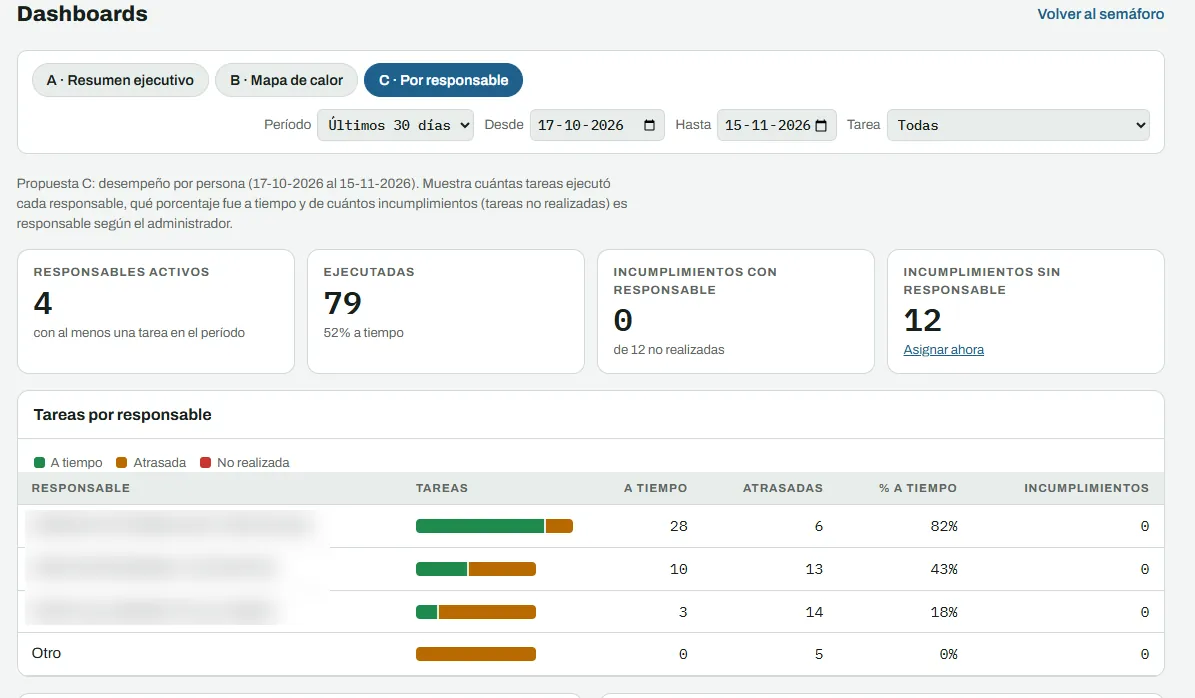 Dashboards
Volver al semáforo
A · Resumen ejecutivo
B · Mapa de calor
C · Por responsable
Período Últimos 30 días Desde 17-10-2026 Hasta 15-11-2026 Tarea Todas
Propuesta C: desempeño por persona (17-10-2026 al 15-11-2026). Muestra cuántas tareas ejecutó
cada responsable, qué porcentaje fue a tiempo y de cuántos incumplimientos (tareas no realizadas) es
responsable según el administrador.
RESPONSABLES ACTIVOS
4
con al menos una tarea en el período
EJECUTADAS
79
52% a tiempo
INCUMPLIMIENTOS CON
RESPONSABLE
0
de 12 no realizadas
INCUMPLIMIENTOS SIN
RESPONSABLE
12
Asignar ahora
Tareas por responsable
A tiempo Atrasada No realizada
RESPONSABLE TAREAS A TIEMPO ATRASADAS % A TIEMPO INCUMPLIMIENTOS
28 6 82% 0
10 13 43% 0
3 14 18% 0
Otro 0 5 0% 0